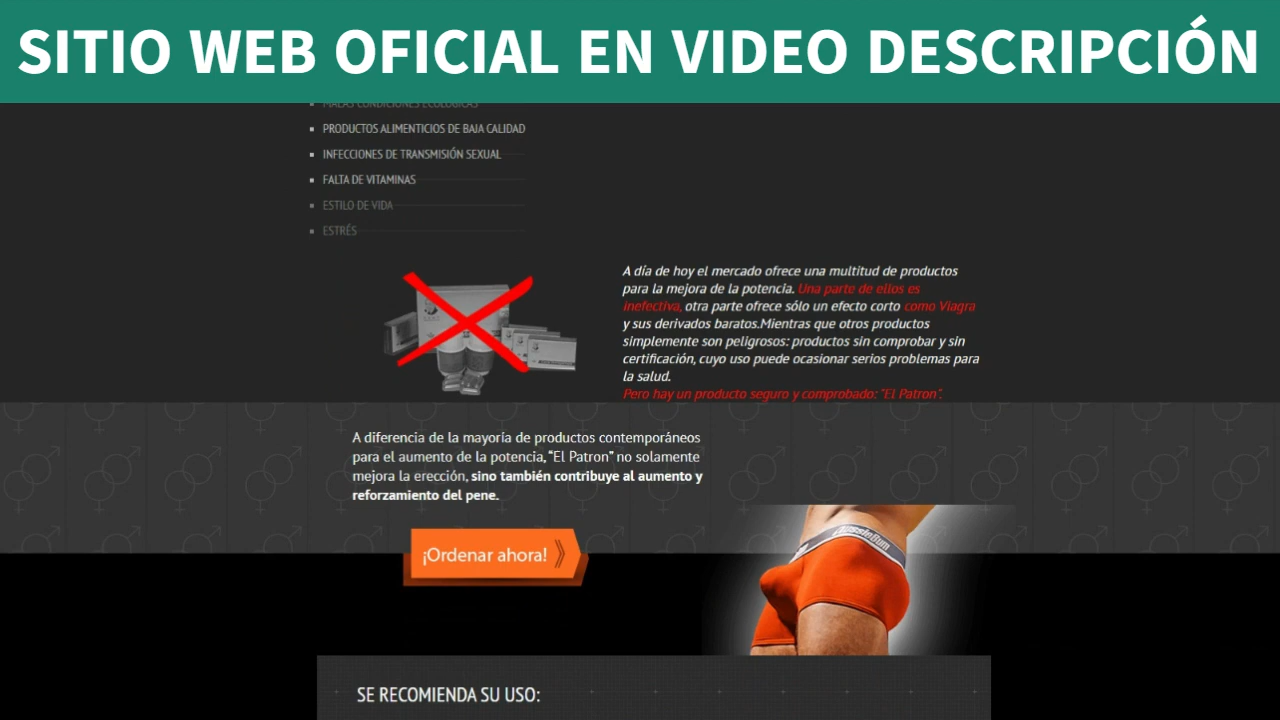 SITIO WEB OFICIAL EN VIDEO DESCRIPCIÓN
MALAS CONDICIONES ECOLÓGICAS
PRODUCTOS ALIMENTICIOS DE BAJA CALIDAD
INFECCIONES DE TRANSMISIÓN SEXUAL
FALTA DE VITAMINAS
ESTILO DE VIDA
ESTRÉS
A día de hoy el mercado ofrece una multitud de productos
para la mejora de la potencia. Una parte de ellos es
inefectiva, otra parte ofrece sólo un efecto corto como Viagra
y sus derivados baratos.Mientras que otros productos
simplemente son peligrosos: productos sin comprobar y sin
certificación, cuyo uso puede ocasionar serios problemas para
la salud.
Pero hay un producto seguro y comprobado: "El Patron".
A diferencia de la mayoría de productos contemporáneos
para el aumento de la potencia, "El Patron" no solamente
mejora la erección, sino también contribuye al aumento y
reforzamiento del pene.
¡Ordenar ahora!
aussieBum
SE RECOMIENDA SU USO: